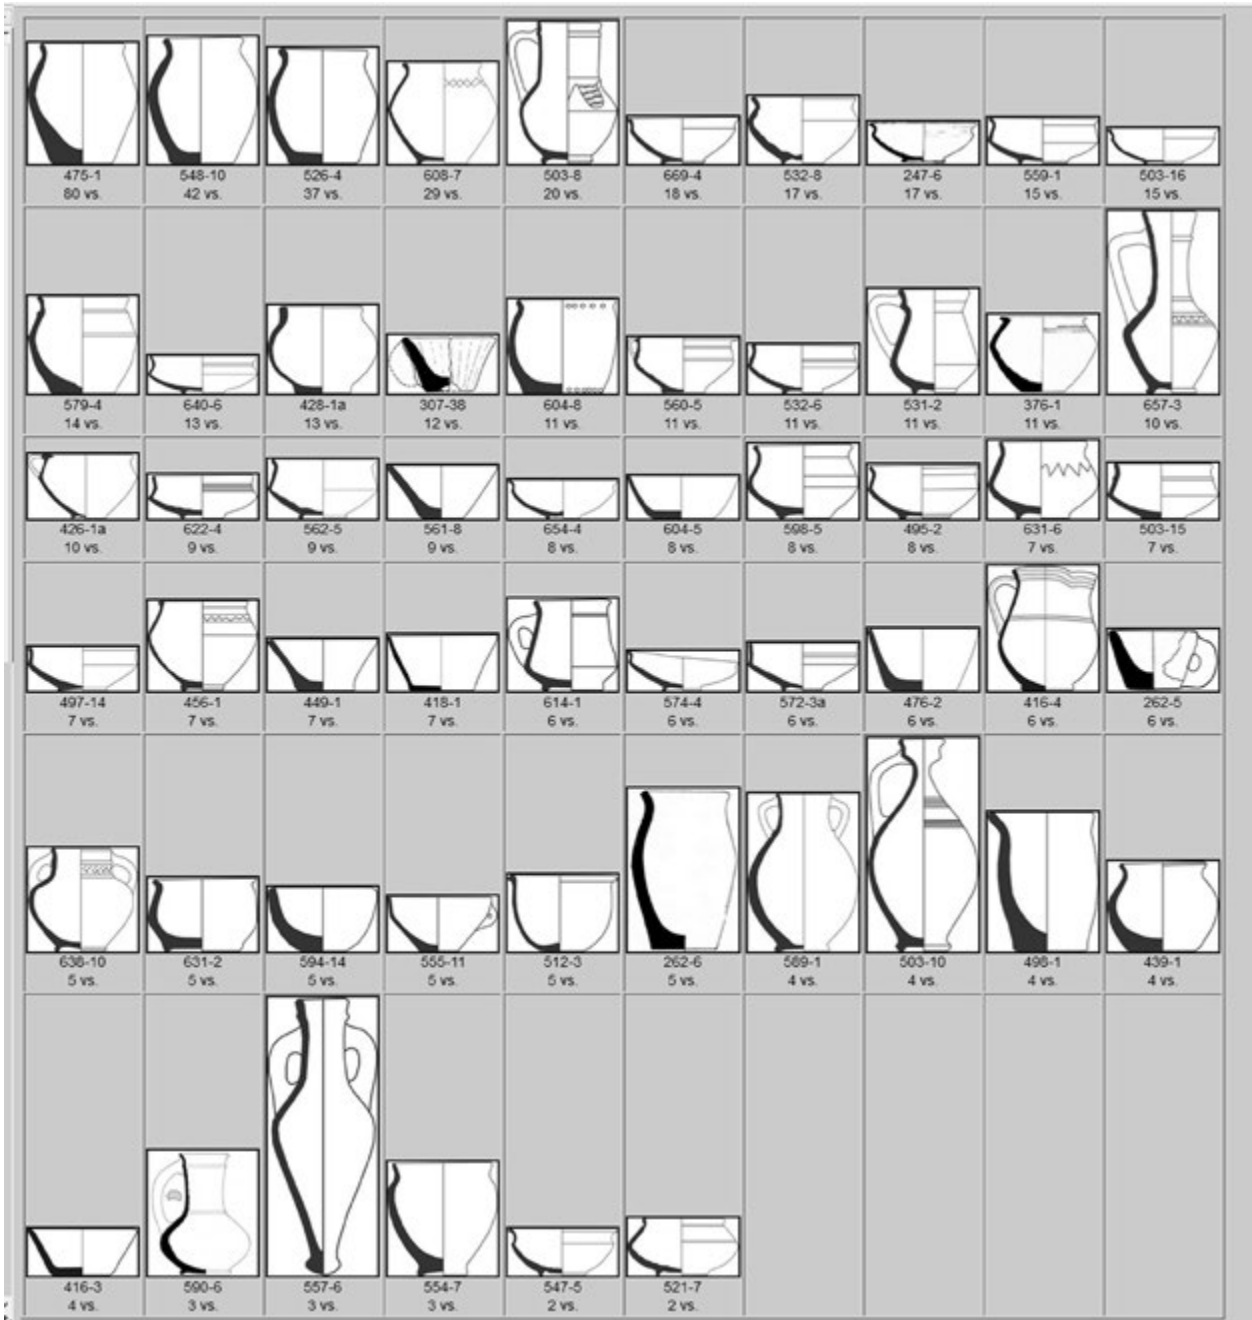 475-1 548-10 526-4 608-7 503-8 669-4 532-8 247-6 559-1 503-16
80 vs. 42 vs. 37 vs. 29 vs. 20 vs. 18 vs. 17 vs. 17 vs. 15 vs. 15 vs.
579-4 640-6 428-1a 307-38 604-8 560-5 532-6 531-2 376-1 657-3
14 vs. 13 vs. 13 vs. 12 vs. 11 vs. 11 vs. 11 vs. 11 vs. 11 vs. 10 vs.
426-1a 622-4 562-5 561-8 654-4 604-5 598-5 495-2 631-6 503-15
10 vs. 9 vs. 9 vs. 9 vs. 8 vs. 8 vs. 8 vs. 8 vs. 7 vs. 7 vs.
497-14 456-1 449-1 418-1 614-1 574-4 572-3a 476-2 416-4 262-5
7 vs. 7 vs. 7 vs. 7 vs. 6 vs. 6 vs. 6 vs. 6 vs. 6 vs. 6 vs.
638-10 631-2 594-14 555-11 512-3 262-6 589-1 503-10 498-1 439-1
5 vs. 5 vs. 5 vs. 5 vs. 5 vs. 5 vs. 4 vs. 4 vs. 4 vs. 4 vs.
416-3 590-6 557-6 554-7 547-5 521-7
4 vs. 3 vs. 3 vs. 3 vs. 2 vs. 2 vs.